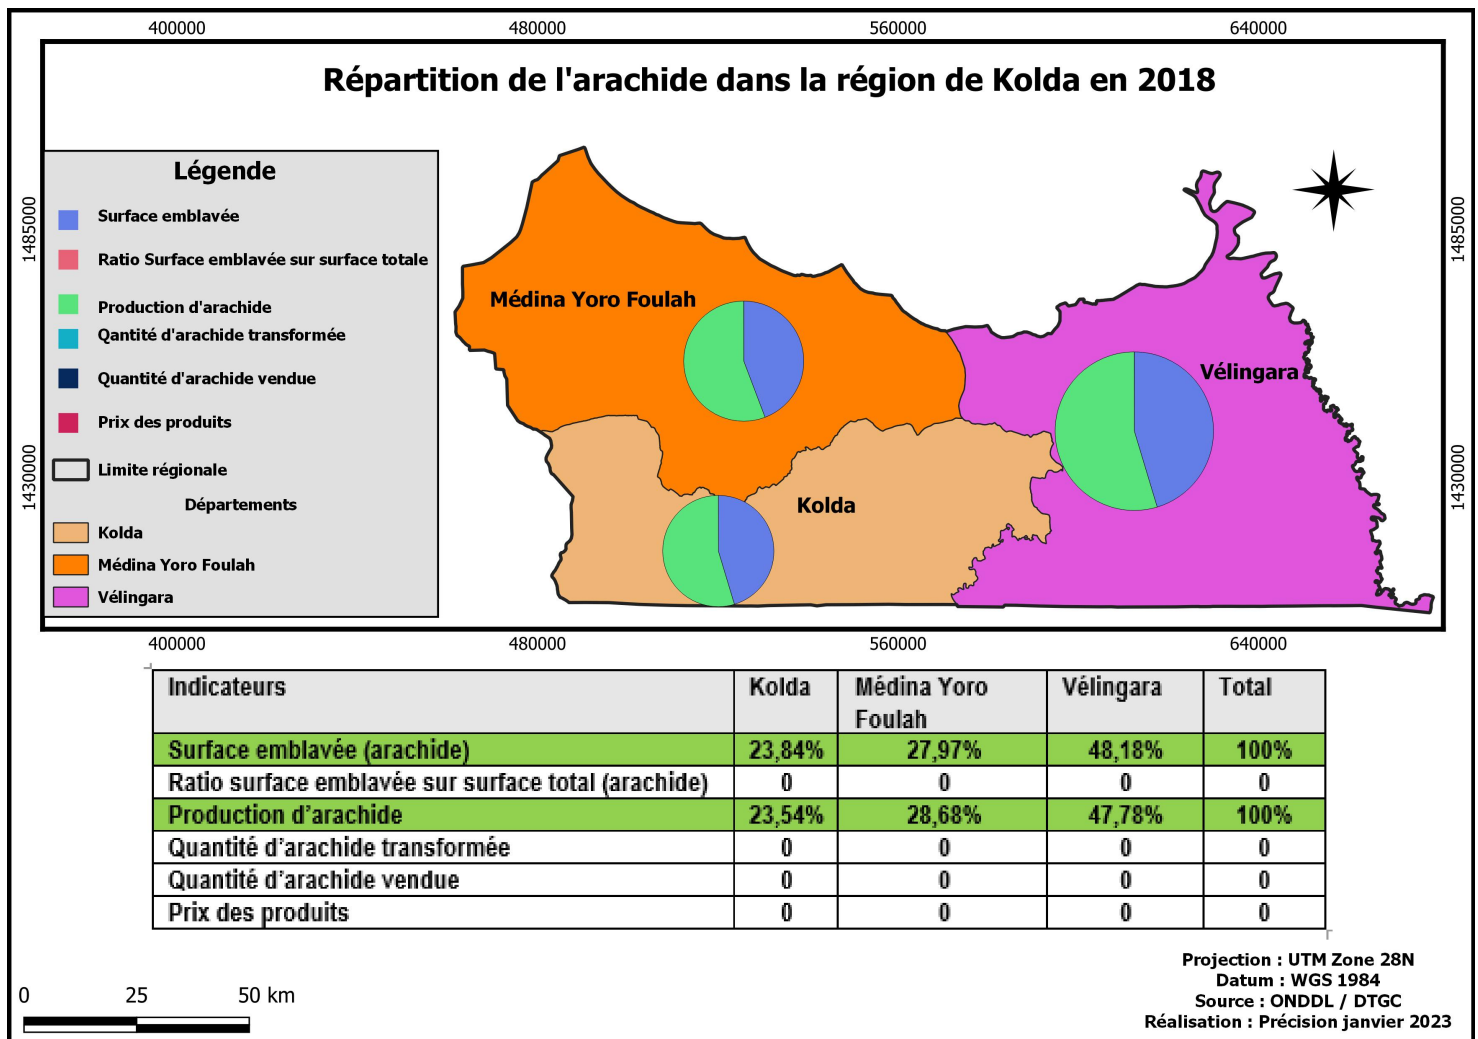 400000 480000 560000 640000
Répartition de l'arachide dans la région de Kolda en 2018
1485000
1430000
1485000
1430000
Légende
Surface emblavée
Ratio Surface emblavée sur surface totale
Production d'arachide
Qantité d'arachide transformée
Quantité d'arachide vendue
Prix des produits
Limite régionale
Départements
Kolda
Médina Yoro Foulah
Vélingara
Médina Yoro Foulah
Vélingara
Kolda
400000 480000 560000 640000
Indicateurs Kolda Médina Yoro Foulah Vélingara Total
Surface emblavée (arachide) 23,84% 27,97% 48,18% 100%
Ratio surface emblavée sur surface total (arachide) 0 0 0 0
Production d'arachide 23,54% 28,68% 47,78% 100%
Quantité d'arachide transformée 0 0 0 0
Quantité d'arachide vendue 0 0 0 0
Prix des produits 0 0 0 0
0 25 50 km
Projection : UTM Zone 28N
Datum : WGS 1984
Source : ONDDL / DTGC
Réalisation : Précision janvier 2023